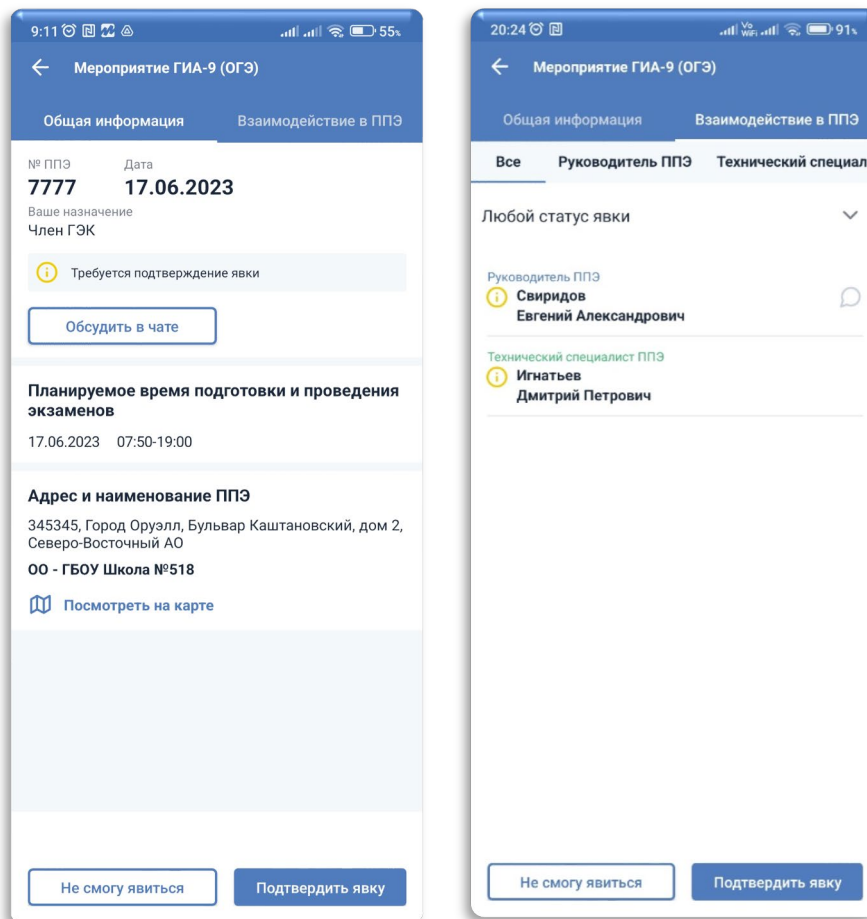 9:11
55%
Мероприятие ГИА-9 (ОГЭ)
Общая информация Взаимодействие в ППЭ
№ ППЭ Дата
7777 17.06.2023
Ваше назначение
Член ГЭК
Требуется подтверждение явки
Обсудить в чате
Планируемое время подготовки и проведения
экзаменов
17.06.2023 07:50-19:00
Адрес и наименование ППЭ
345345, Город Оруэлл, Бульвар Каштановский, дом 2,
Северо-Восточный АО
ОО - ГБОУ Школа №518
Посмотреть на карте
Не смогу явиться Подтвердить явку
20:24
Vo WiFi 91%
Мероприятие ГИА-9 (ОГЭ)
Общая информация Взаимодействие в ППЭ
Все Руководитель ППЭ Технический специал
Любой статус явки
Руководитель ППЭ
Свиридов
Евгений Александрович
Технический специалист ППЭ
Игнатьев
Дмитрий Петрович
Не смогу явиться Подтвердить явку